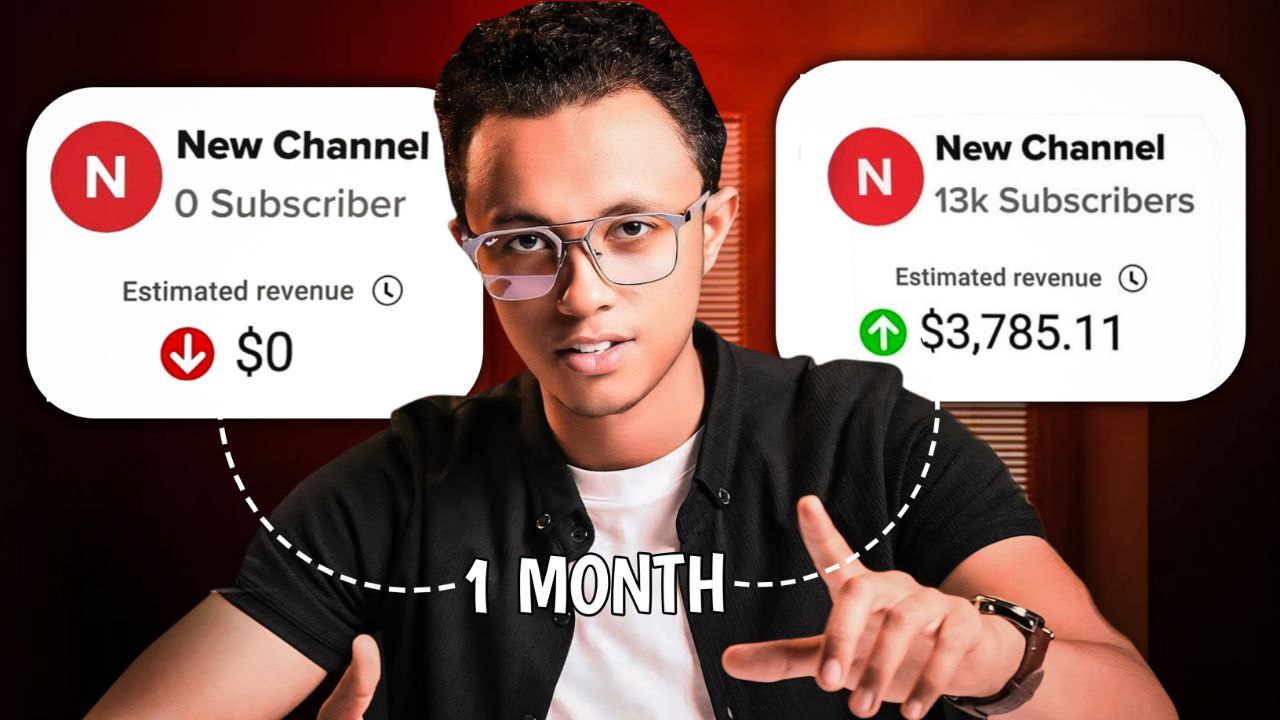 N
New Channel
0 Subscriber
Estimated revenue
$0
N
New Channel
13k Subscribers
Estimated revenue
$3,785.11
1 MONTH